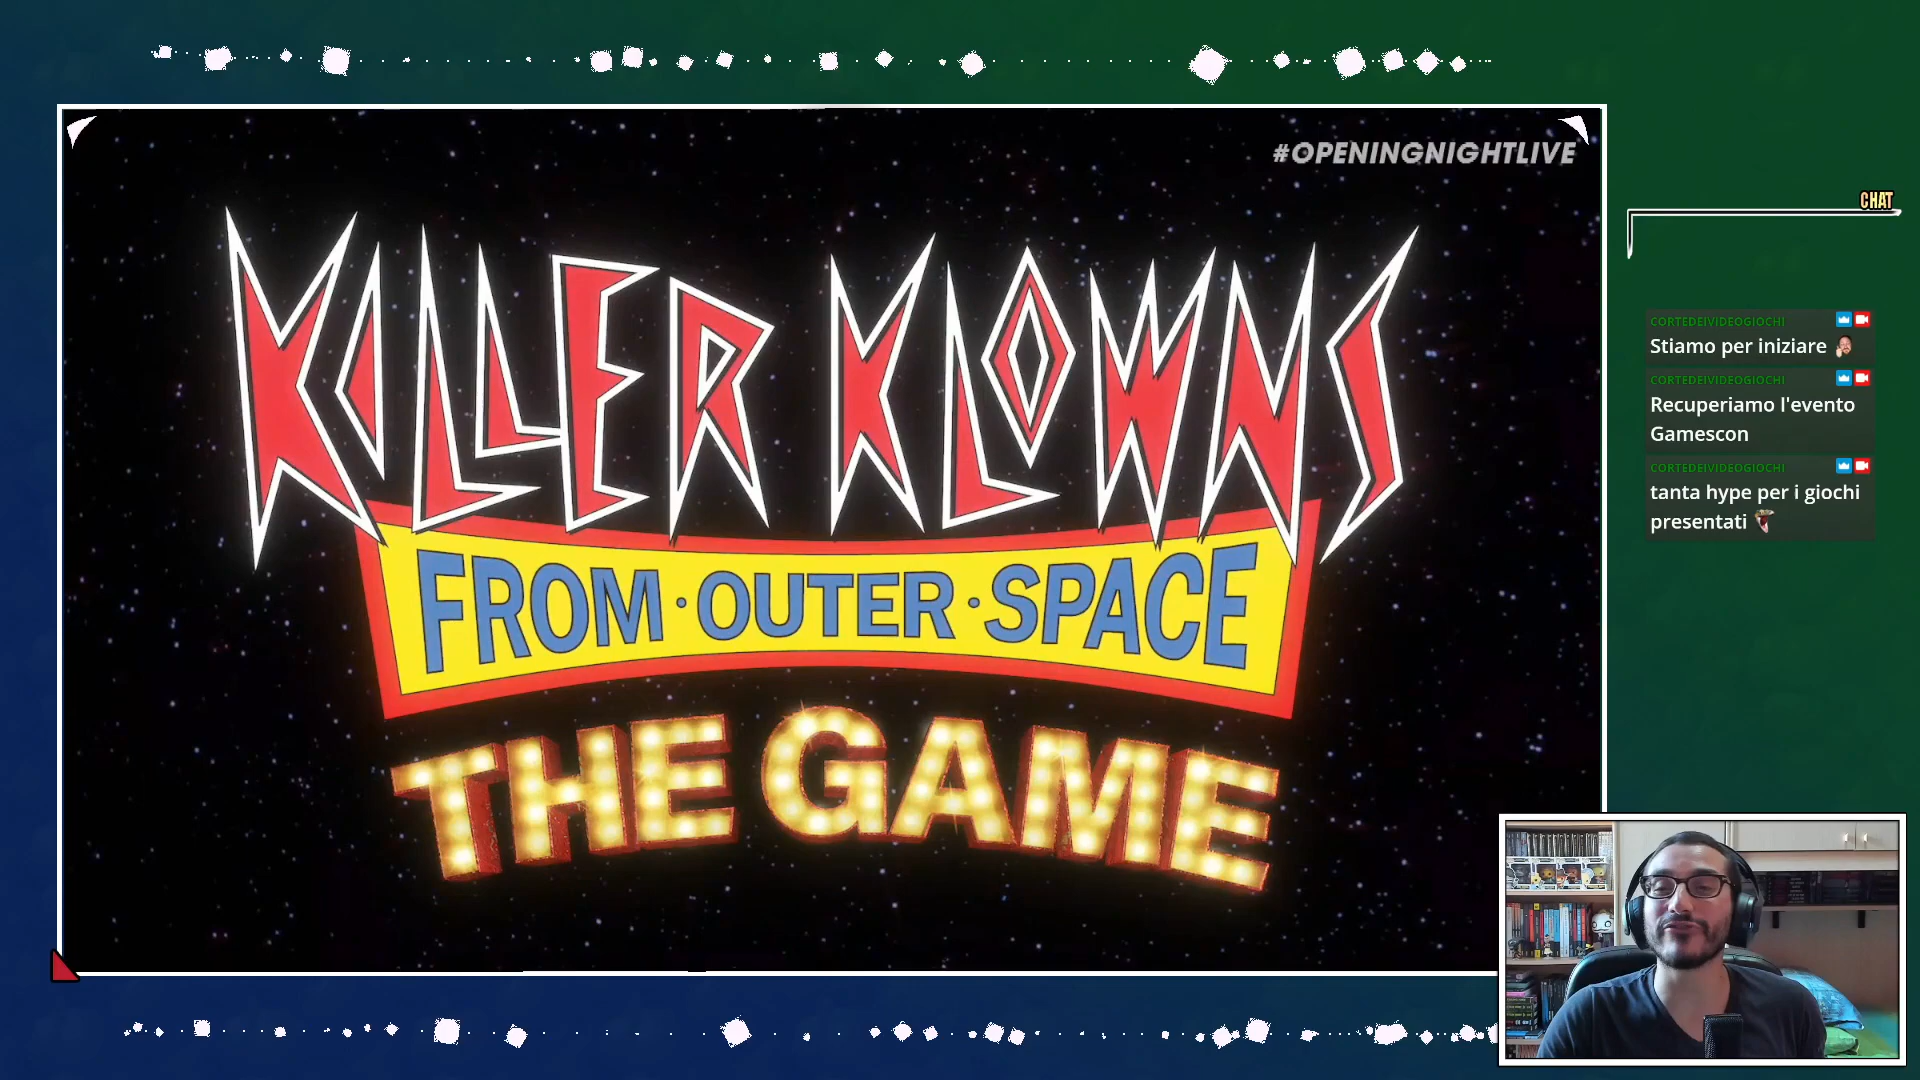 #OPENINGNIGHTLIVE
KILLER KLOWNS
FROM·OUTER·SPACE
THE GAME
CHAT
CORTEDEIVIDEOGIOCHI
Stiamo per iniziare
CORTEDEIVIDEOGIOCHI
Recuperiamo l'evento
Gamescon
CORTEDEIVIDEOGIOCHI
tanta hype per i giochi
presentati